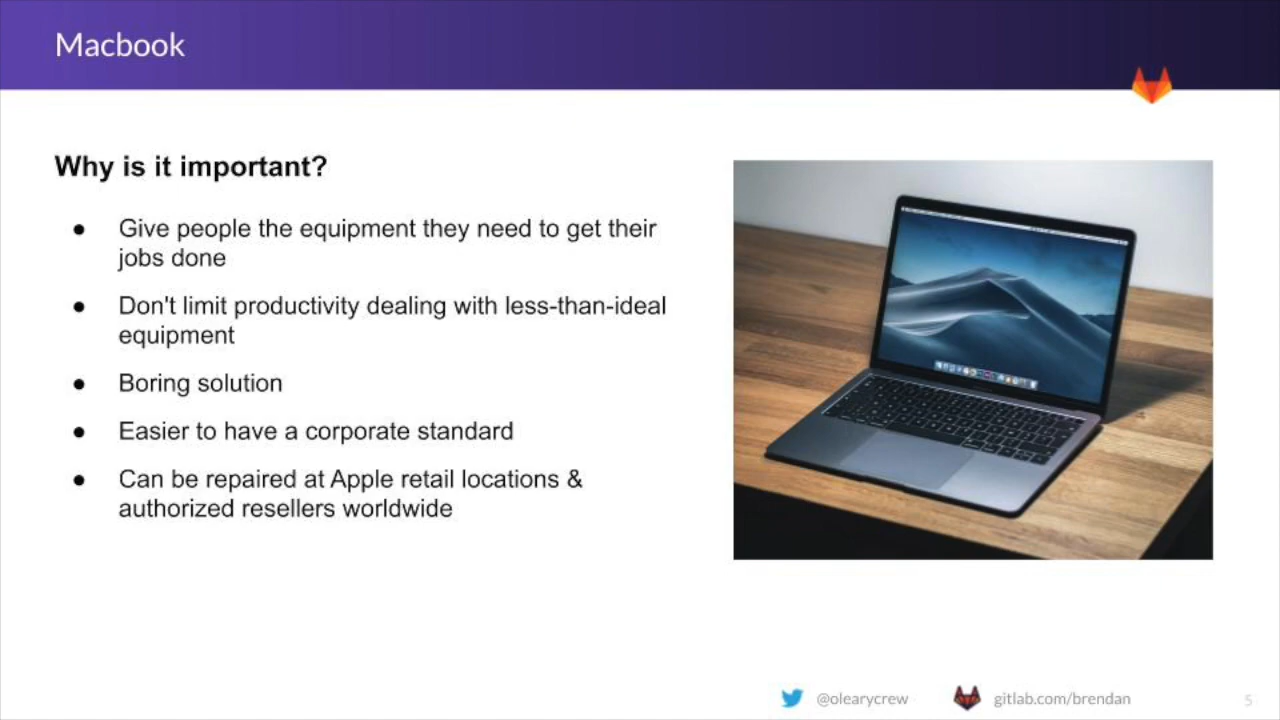 Macbook
Why is it important?
● Give people the equipment they need to get their
jobs done
● Don't limit productivity dealing with less-than-ideal
equipment
● Boring solution
● Easier to have a corporate standard
● Can be repaired at Apple retail locations &
authorized resellers worldwide
@olearycrew gitlab.com/brendan 5